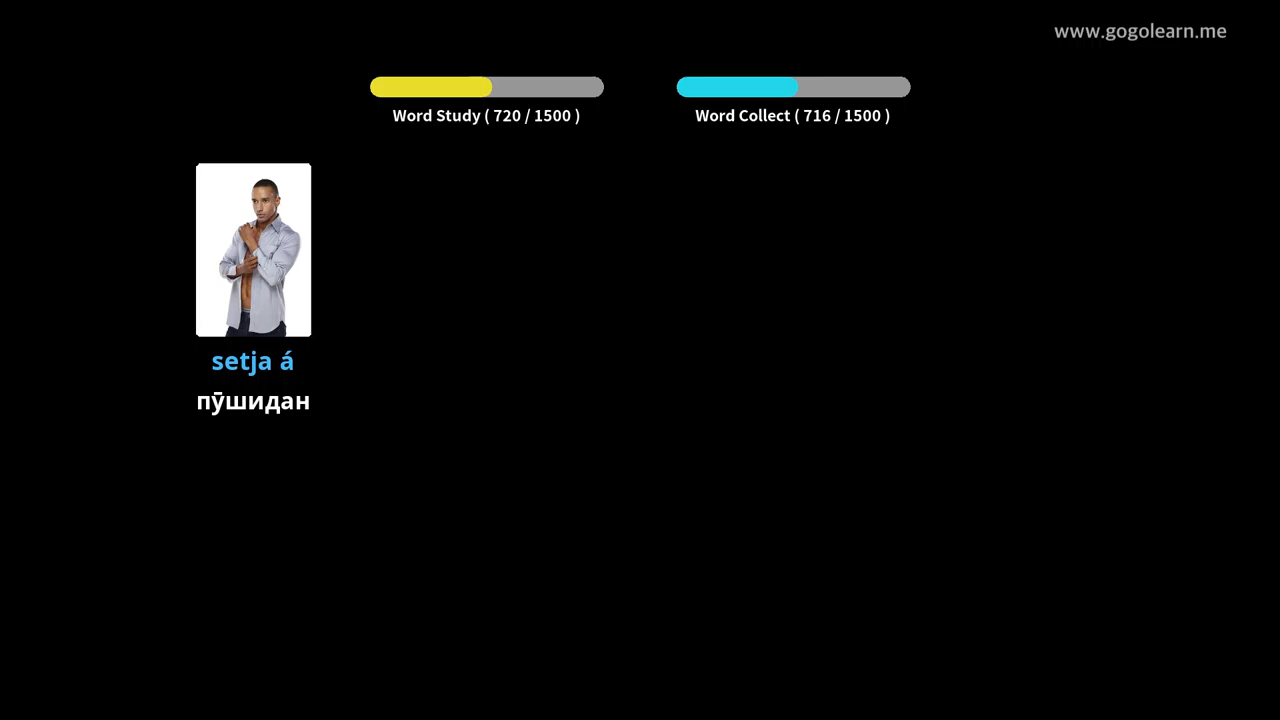 www.gogolearn.me
Word Study ( 720 / 1500 )
Word Collect ( 716 / 1500 )
setja á
пӯшидан